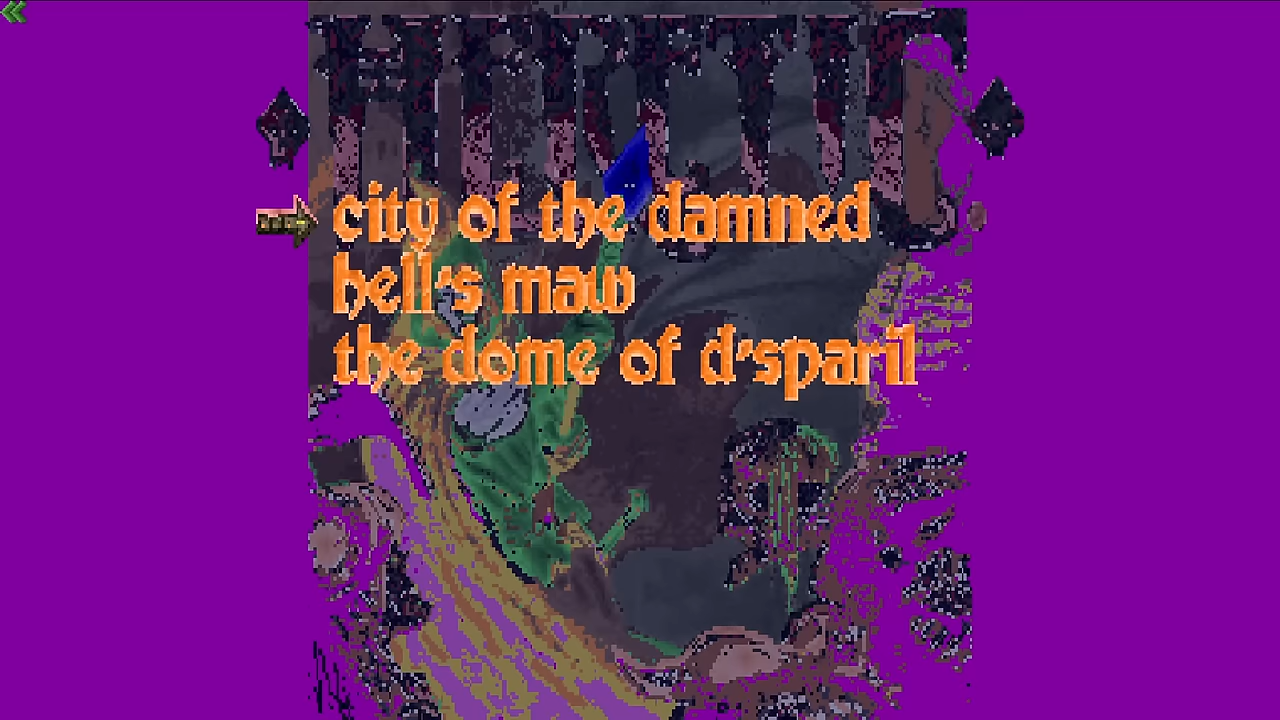 city of the damned
hell's maw
the dome of d'sparil